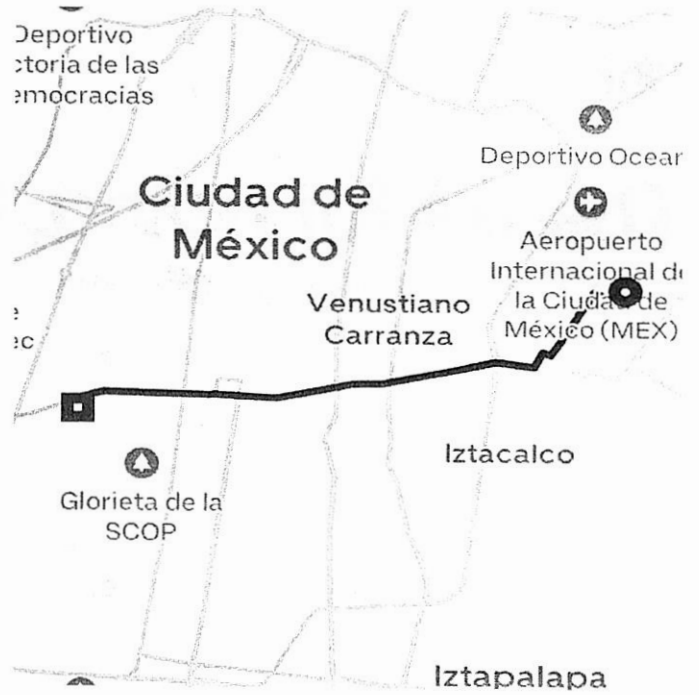 Deportivo
ctoria de las
emocracias
Deportivo Ocear
Ciudad de
México
Aeropuerto
Internacional d
la Ciudad de
México (MEX)
Venustiano
Carranza
e
ec
Iztacalco
Glorieta de la
SCOP
Iztapalapa